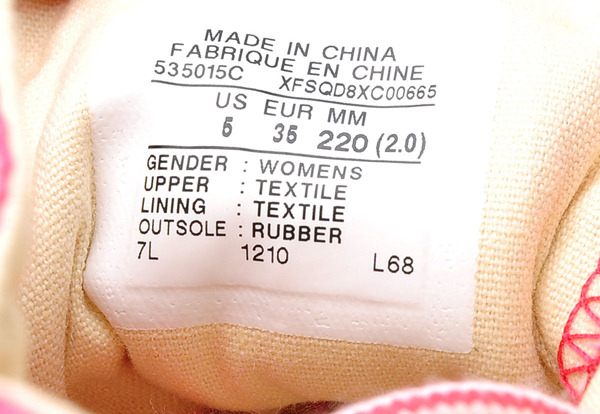 MADE IN CHINA
FABRIQUE EN CHINE
535015C XFSQD8XC00665
US EUR MM
5 35 220 (2.0)
GENDER : WOMENS
UPPER : TEXTILE
LINING : TEXTILE
OUTSOLE : RUBBER
7L 1210 L68